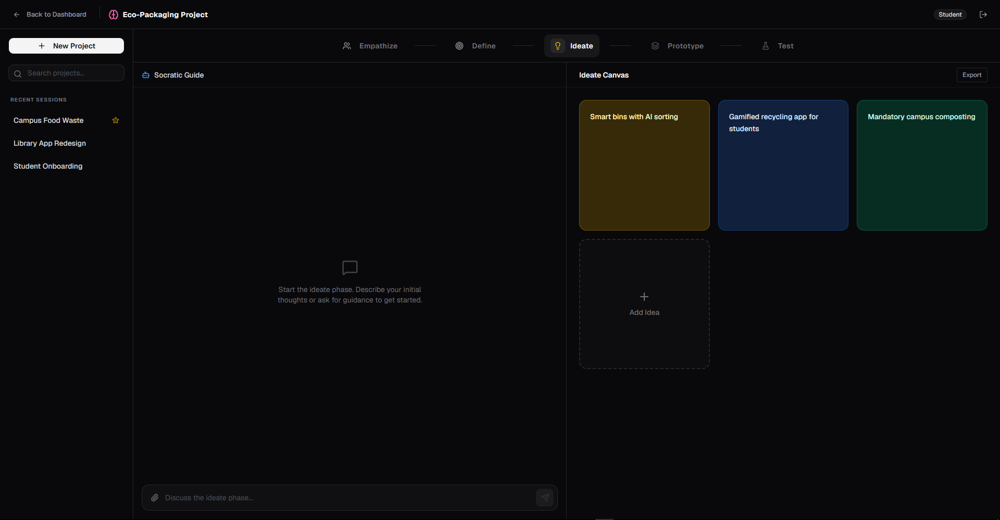 Back to Dashboard
Eco-Packaging Project
Student
New Project
Search projects...
RECENT SESSIONS
Campus Food Waste
Library App Redesign
Student Onboarding
Empathize
Define
Ideate
Prototype
Test
Socratic Guide
Start the ideate phase. Describe your initial
thoughts or ask for guidance to get started.
Discuss the ideate phase...
Ideate Canvas
Export
Smart bins with AI sorting
Gamified recycling app for
students
Mandatory campus composting
Add Idea